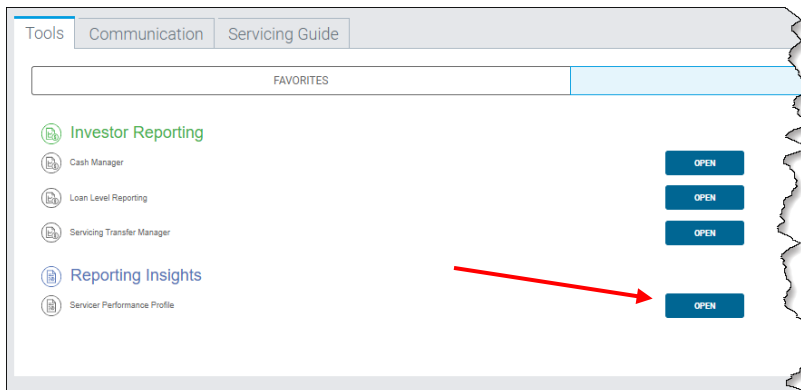 Tools Communication Servicing Guide
FAVORITES
Investor Reporting
Cash Manager OPEN
Loan Level Reporting OPEN
Servicing Transfer Manager OPEN
Reporting Insights
Servicer Performance Profile OPEN